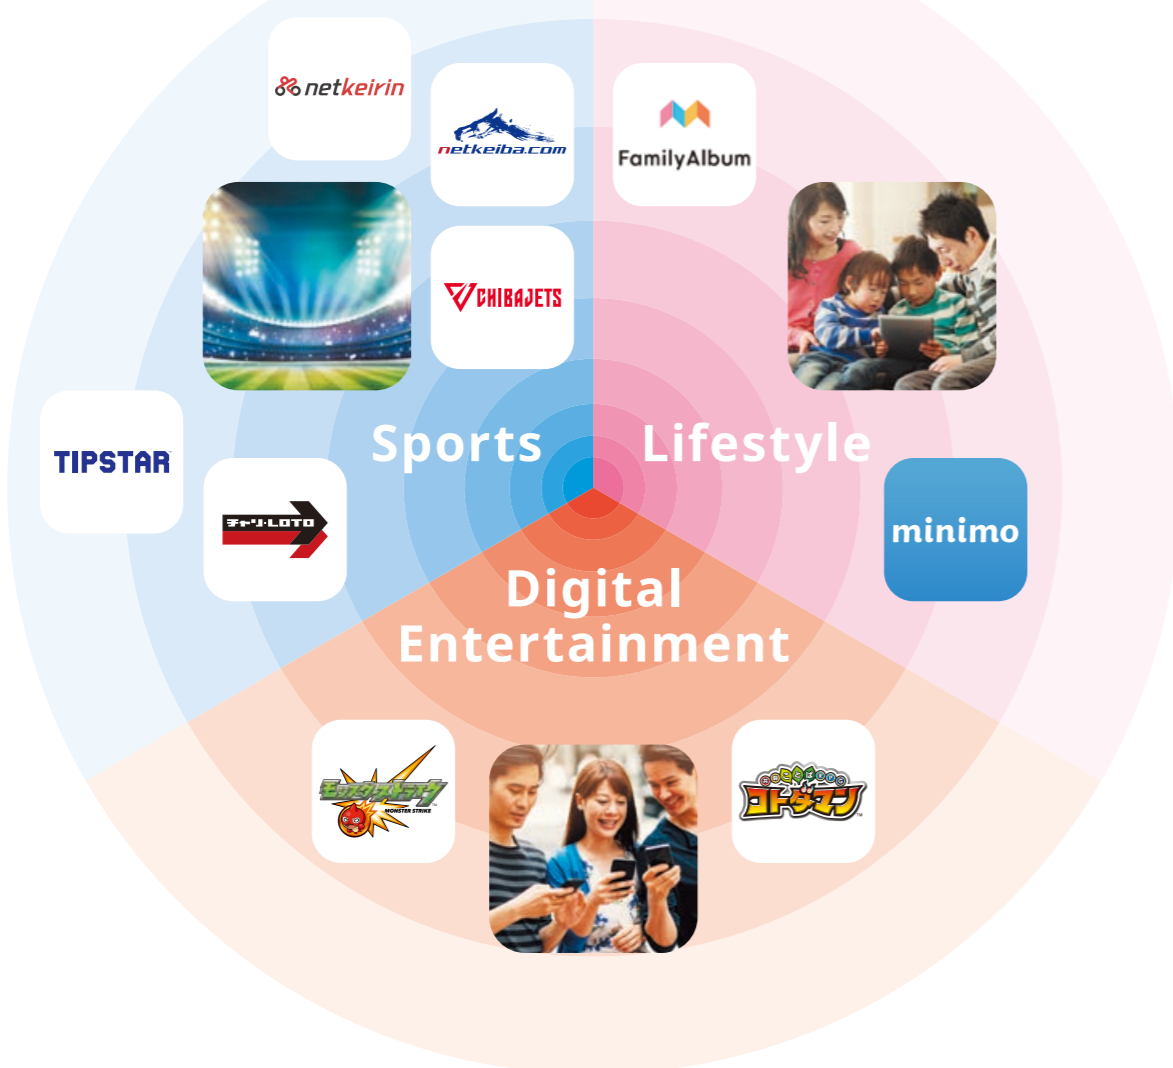 netkeirin
netkeiba.com
FamilyAlbum
CHIBAJETS
Sports
Lifestyle
TIPSTAR
チャリ・LOTO
minimo
Digital
Entertainment
モンスターストライク
MONSTER STRIKE
コトダマン
TM